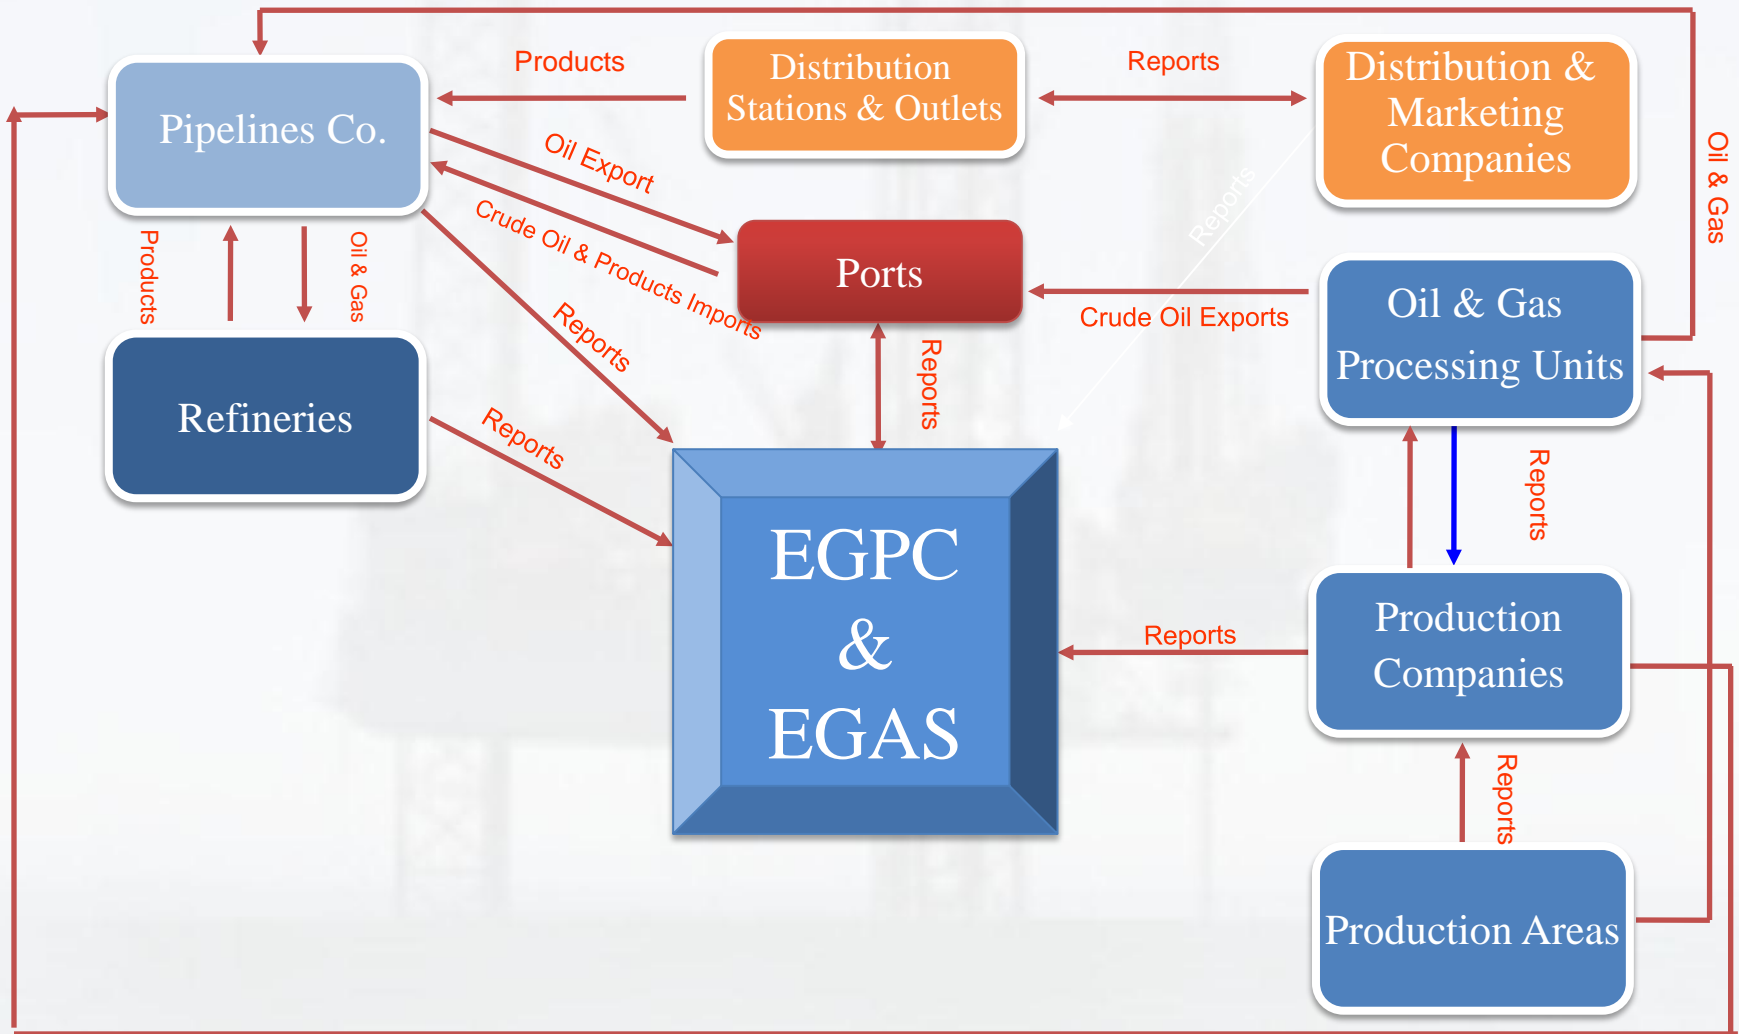 Products
Distribution
Stations & Outlets
Reports
Distribution &
Marketing
Companies
Pipelines Co.
Oil Export
Crude Oil & Products Imports
Oil & Gas
Reports
Products
Oil & Gas
Reports
Ports
Crude Oil Exports
Oil & Gas
Processing Units
Refineries
Reports
Reports
Reports
EGPC
&
EGAS
Reports
Production
Companies
Reports
Production Areas